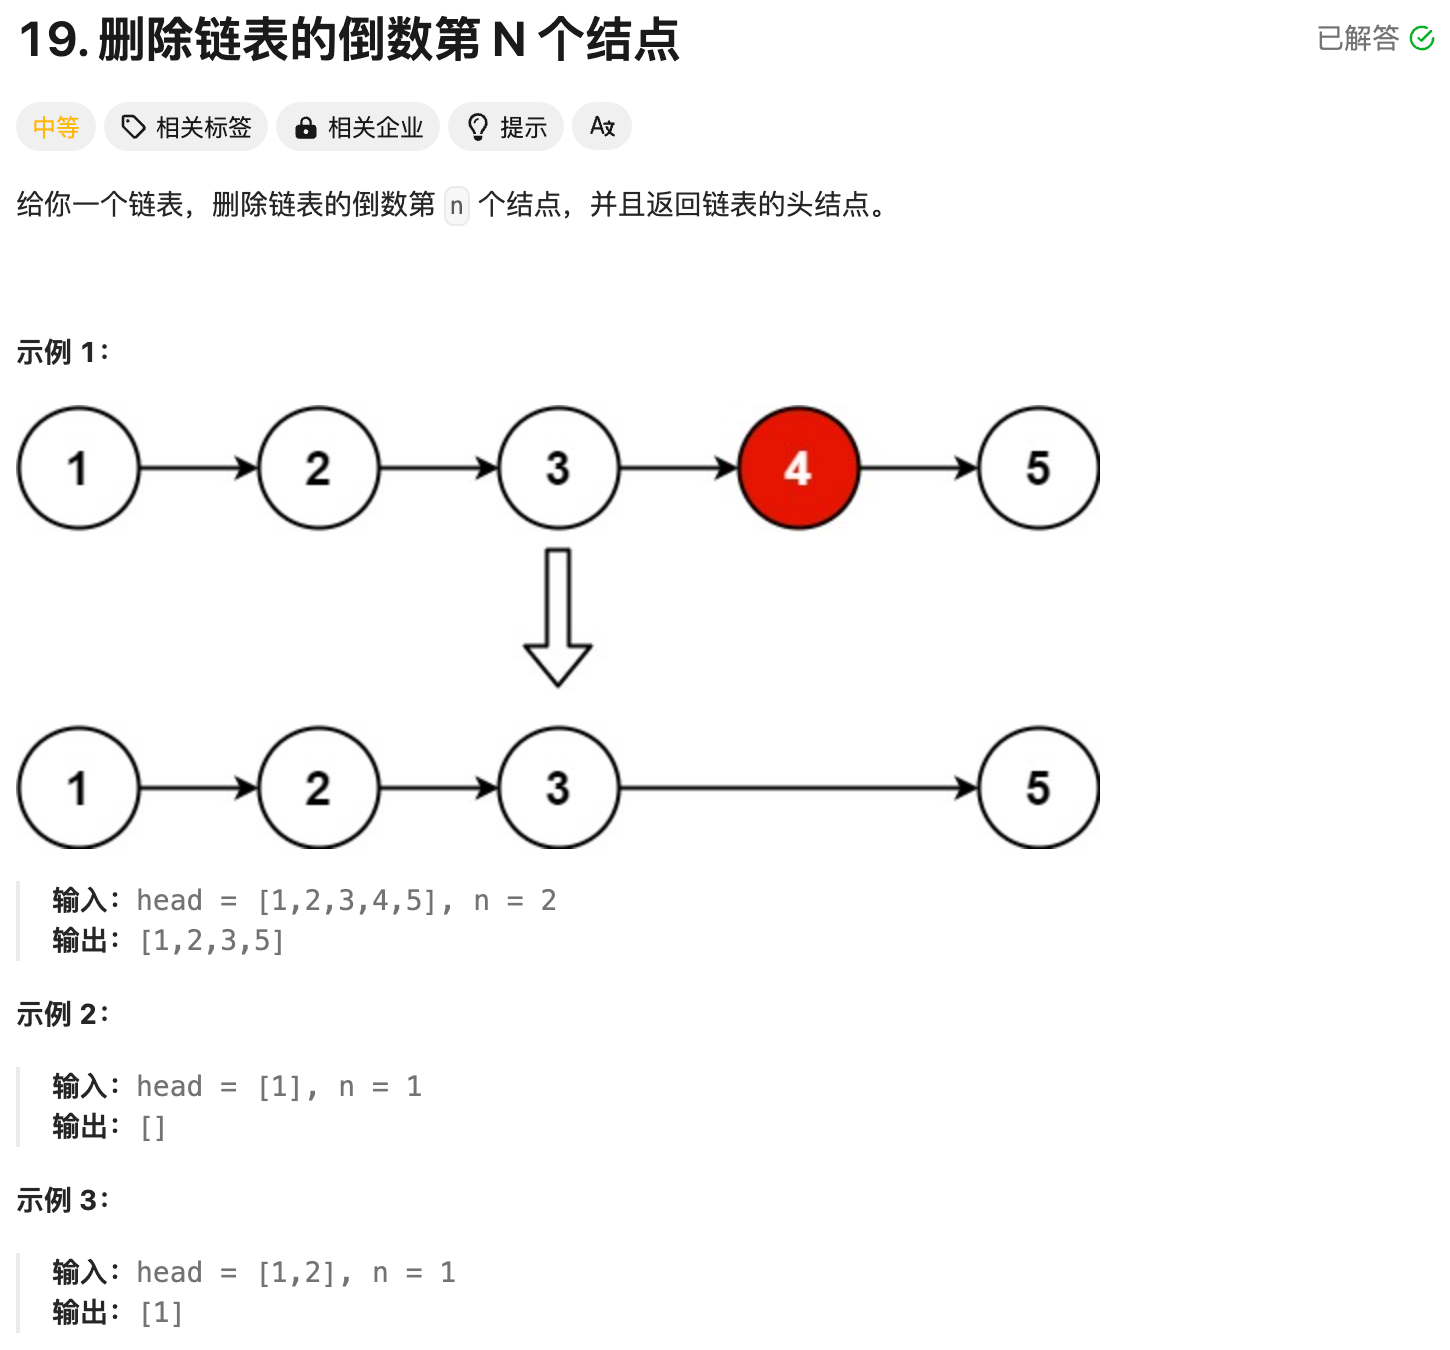 19. 删除链表的倒数第 N 个结点
已解答
中等 相关标签 相关企业 提示 A文
给你一个链表，删除链表的倒数第 n 个结点，并且返回链表的头结点。
示例 1：
1 2 3 4 5
1 2 3 5
输入：head = [1,2,3,4,5], n = 2
输出：[1,2,3,5]
示例 2：
输入：head = [1], n = 1
输出：[]
示例 3：
输入：head = [1,2], n = 1
输出：[1]